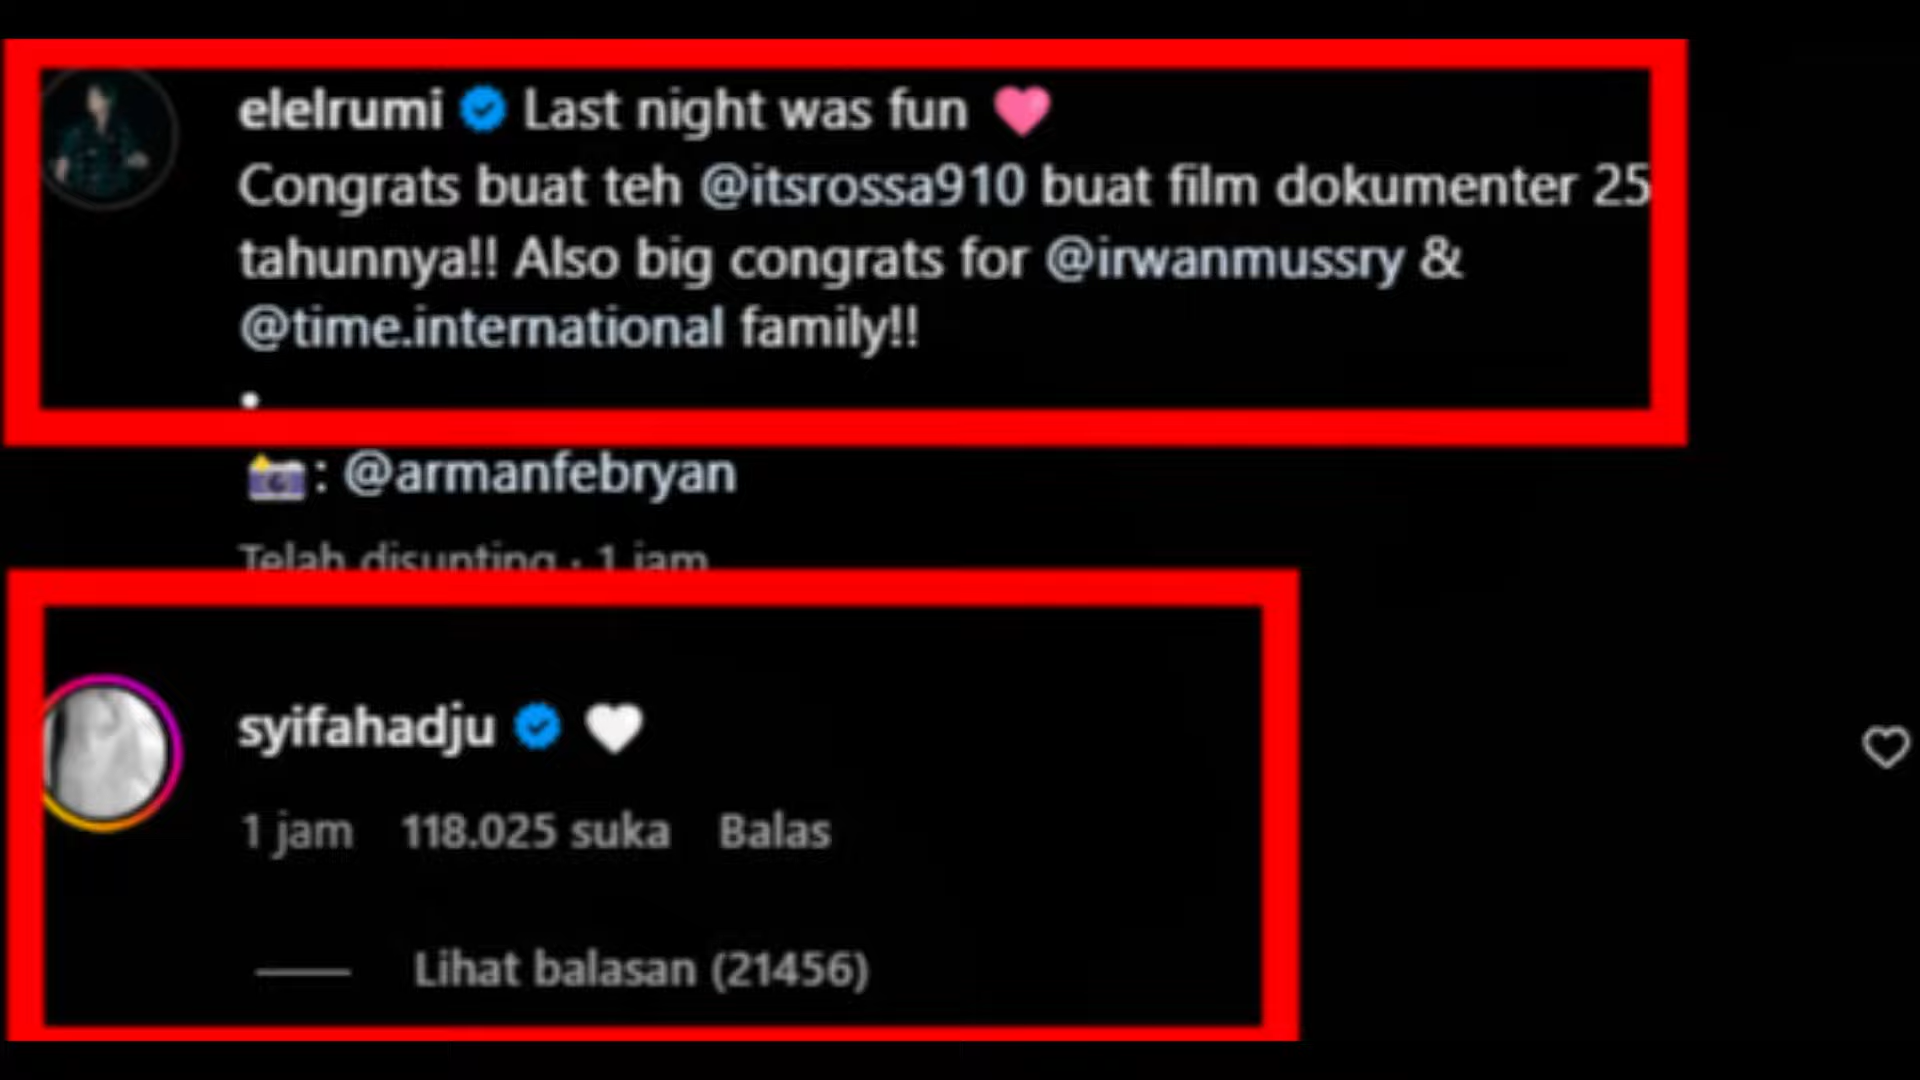 elelrumi Last night was fun 🩷
Congrats buat teh @itsrossa910 buat film dokumenter 25
tahunnya!! Also big congrats for @irwanmussry &
@time.international family!!
.
📸: @armanfebryan
Telah disunting · 1 jam
syifahadju 🤍
1 jam 118.025 suka Balas
Lihat balasan (21456)